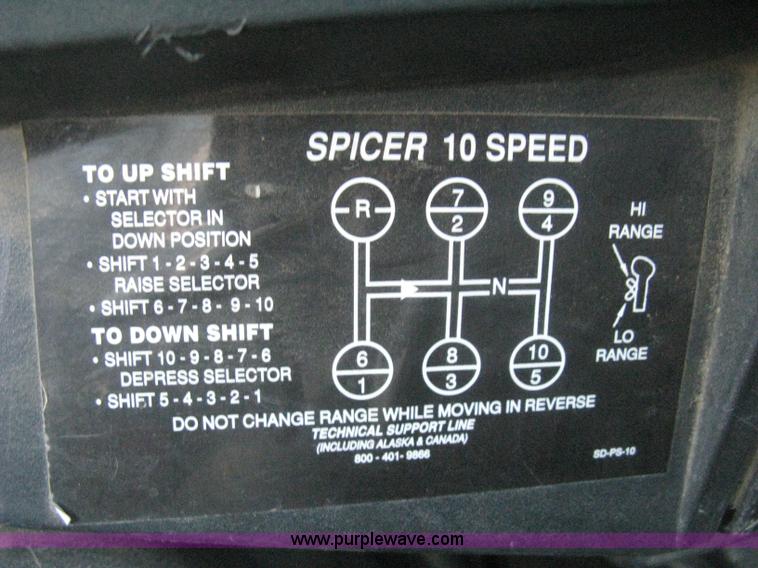 SPICER 10 SPEED
TO UP SHIFT
• START WITH
SELECTOR IN
DOWN POSITION
• SHIFT 1 - 2 - 3 - 4 - 5
RAISE SELECTOR
• SHIFT 6 - 7 - 8 - 9 - 10
TO DOWN SHIFT
• SHIFT 10 - 9 - 8 - 7 - 6
DEPRESS SELECTOR
• SHIFT 5 - 4 - 3 - 2 - 1
R
7
2
9
4
N
6
1
8
3
10
5
HI
RANGE
LO
RANGE
DO NOT CHANGE RANGE WHILE MOVING IN REVERSE
TECHNICAL SUPPORT LINE
(INCLUDING ALASKA & CANADA)
800 - 401 - 9866
SD-PS-10
www.purplewave.com